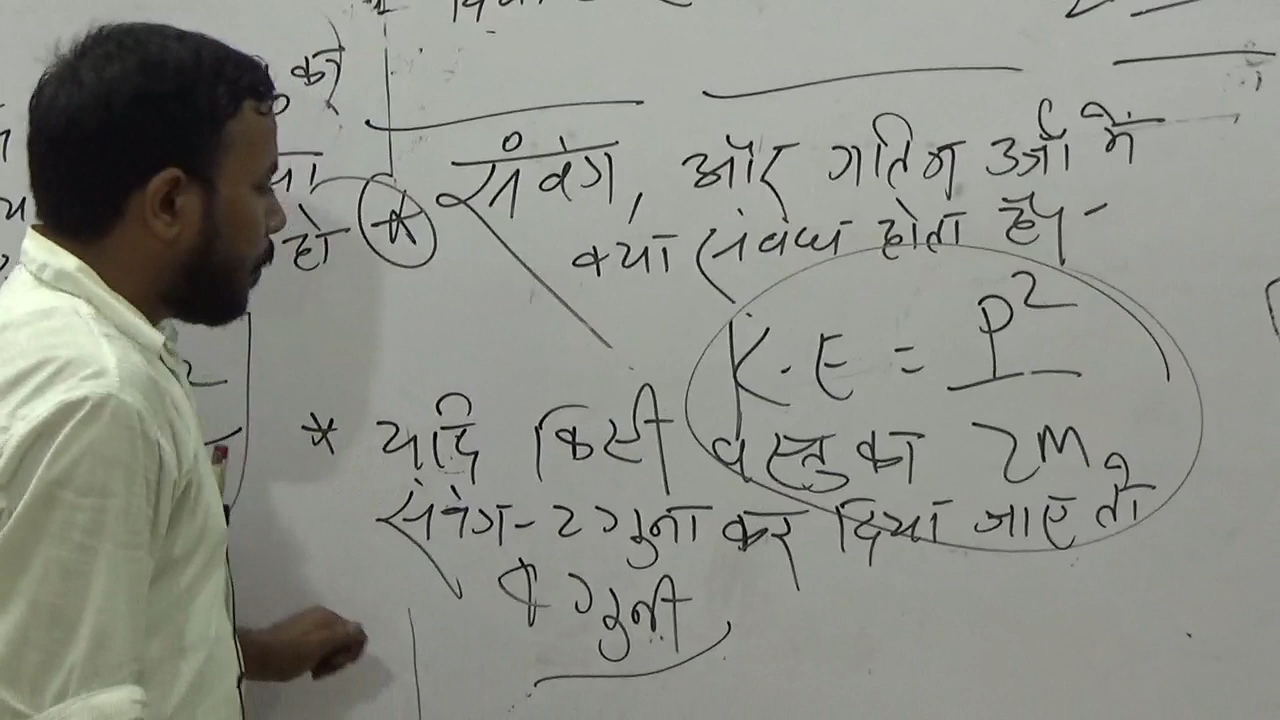 को
हो
* संवेग, और गतिज उर्जा में
क्या संबंध होता है।-
K.E = P²
2m
* यदि किसी वस्तु का
संवेग-2 गुना कर दिया जाए तो
4 गुनी